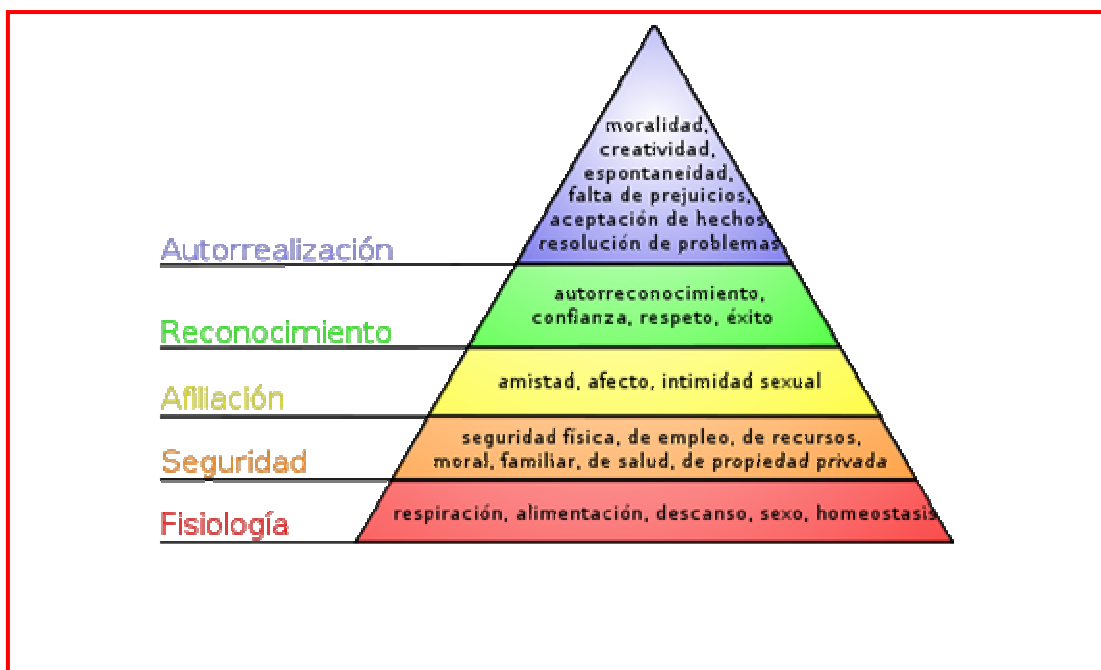 moralidad,
creatividad,
espontaneidad,
falta de prejuicios,
aceptación de hechos
resolución de problemas
Autorrealización
autorreconocimiento,
confianza, respeto, éxito
Reconocimiento
amistad, afecto, intimidad sexual
Afiliación
seguridad física, de empleo, de recursos,
moral, familiar, de salud, de propiedad privada
Seguridad
respiración, alimentación, descanso, sexo, homeostasis
Fisiología